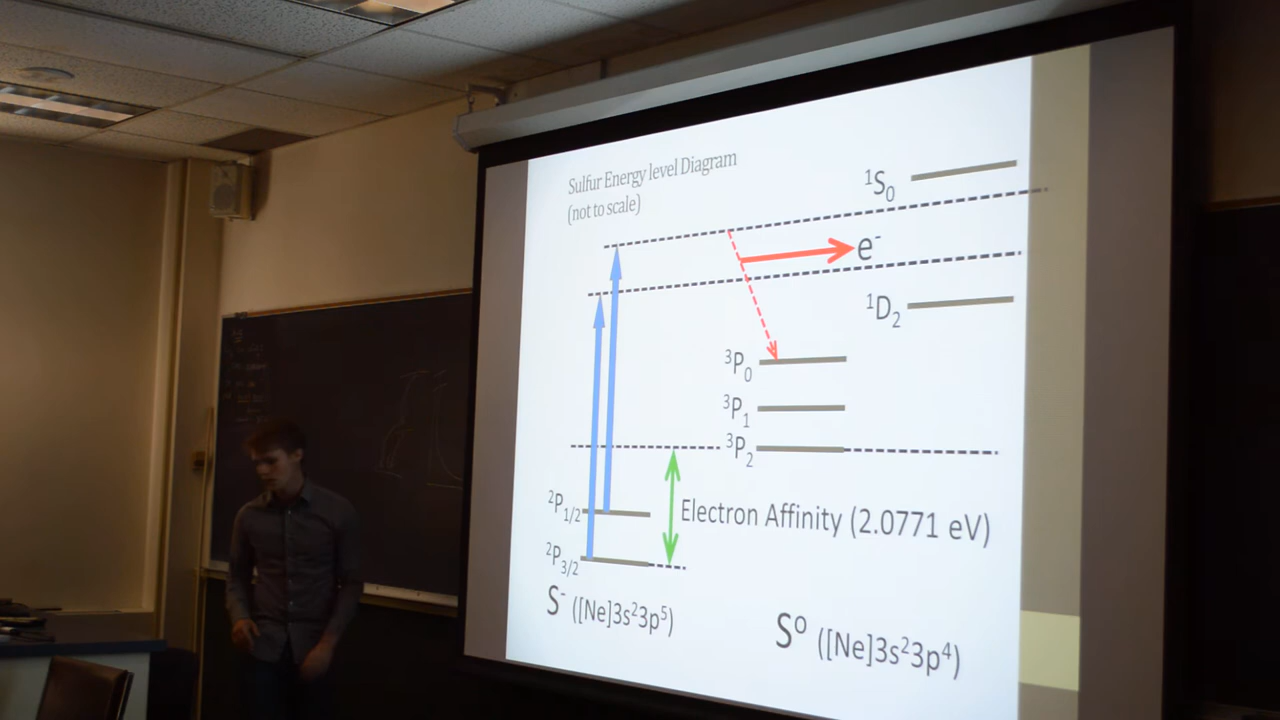 Sulfur Energy level Diagram
(not to scale)
¹S₀
e⁻
¹D₂
³P₀
³P₁
³P₂
²P₁/₂
Electron Affinity (2.0771 eV)
²P₃/₂
S⁻ ([Ne]3s²3p⁵)
S⁰ ([Ne]3s²3p⁴)